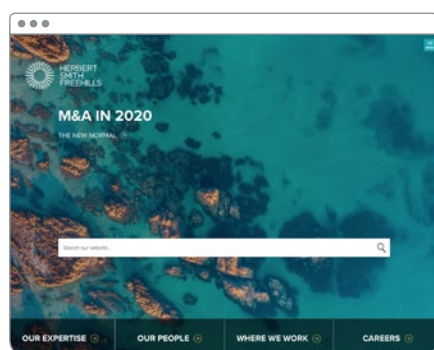 HERBERT
SMITH
FREEHILLS
M&A IN 2020
THE NEW NORMAL
Search our website...
OUR EXPERTISE
OUR PEOPLE
WHERE WE WORK
CAREERS